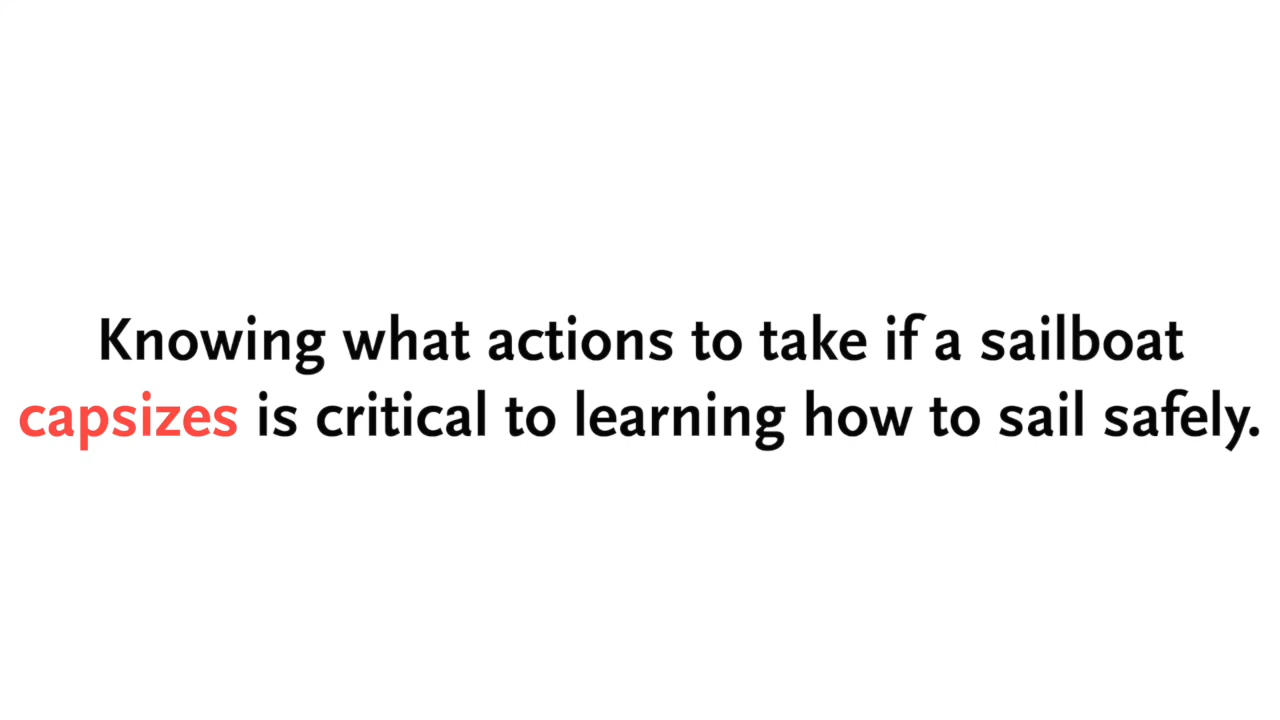 Knowing what actions to take if a sailboat
capsizes is critical to learning how to sail safely.